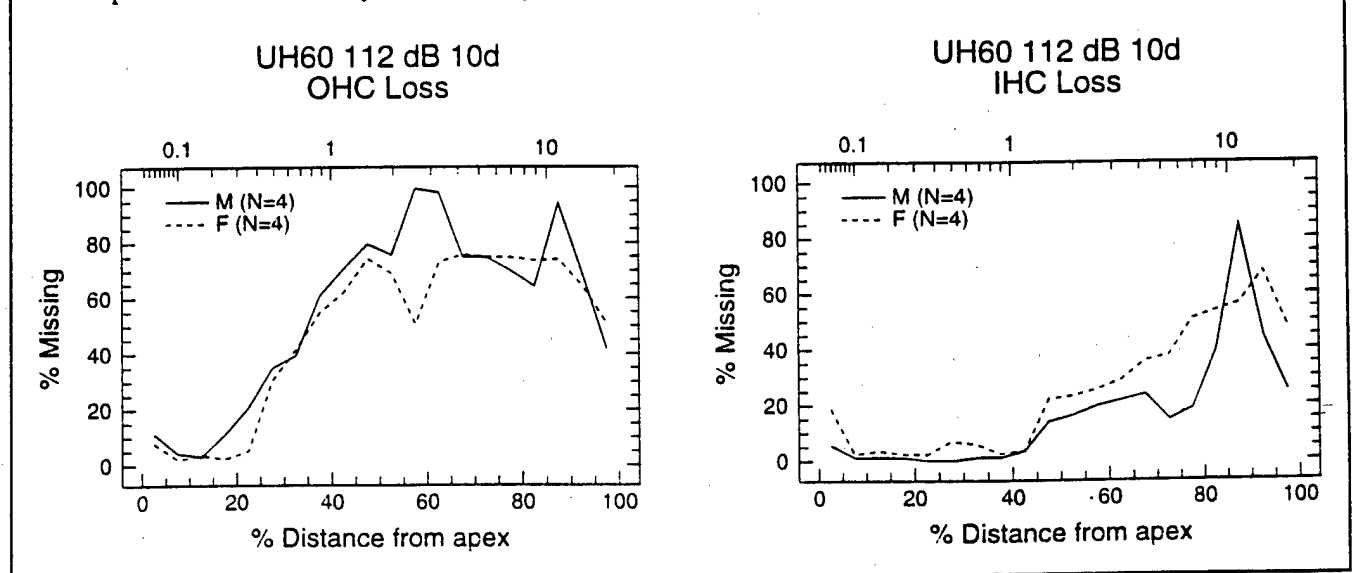 UH60 112 dB 10d
OHC Loss
0.1 1 10
% Missing
100
80
60
40
20
0
M (N=4)
F (N=4)
0 20 40 60 80 100
% Distance from apex
UH60 112 dB 10d
IHC Loss
0.1 1 10
% Missing
100
80
60
40
20
0
M (N=4)
F (N=4)
0 20 40 60 80 100
% Distance from apex